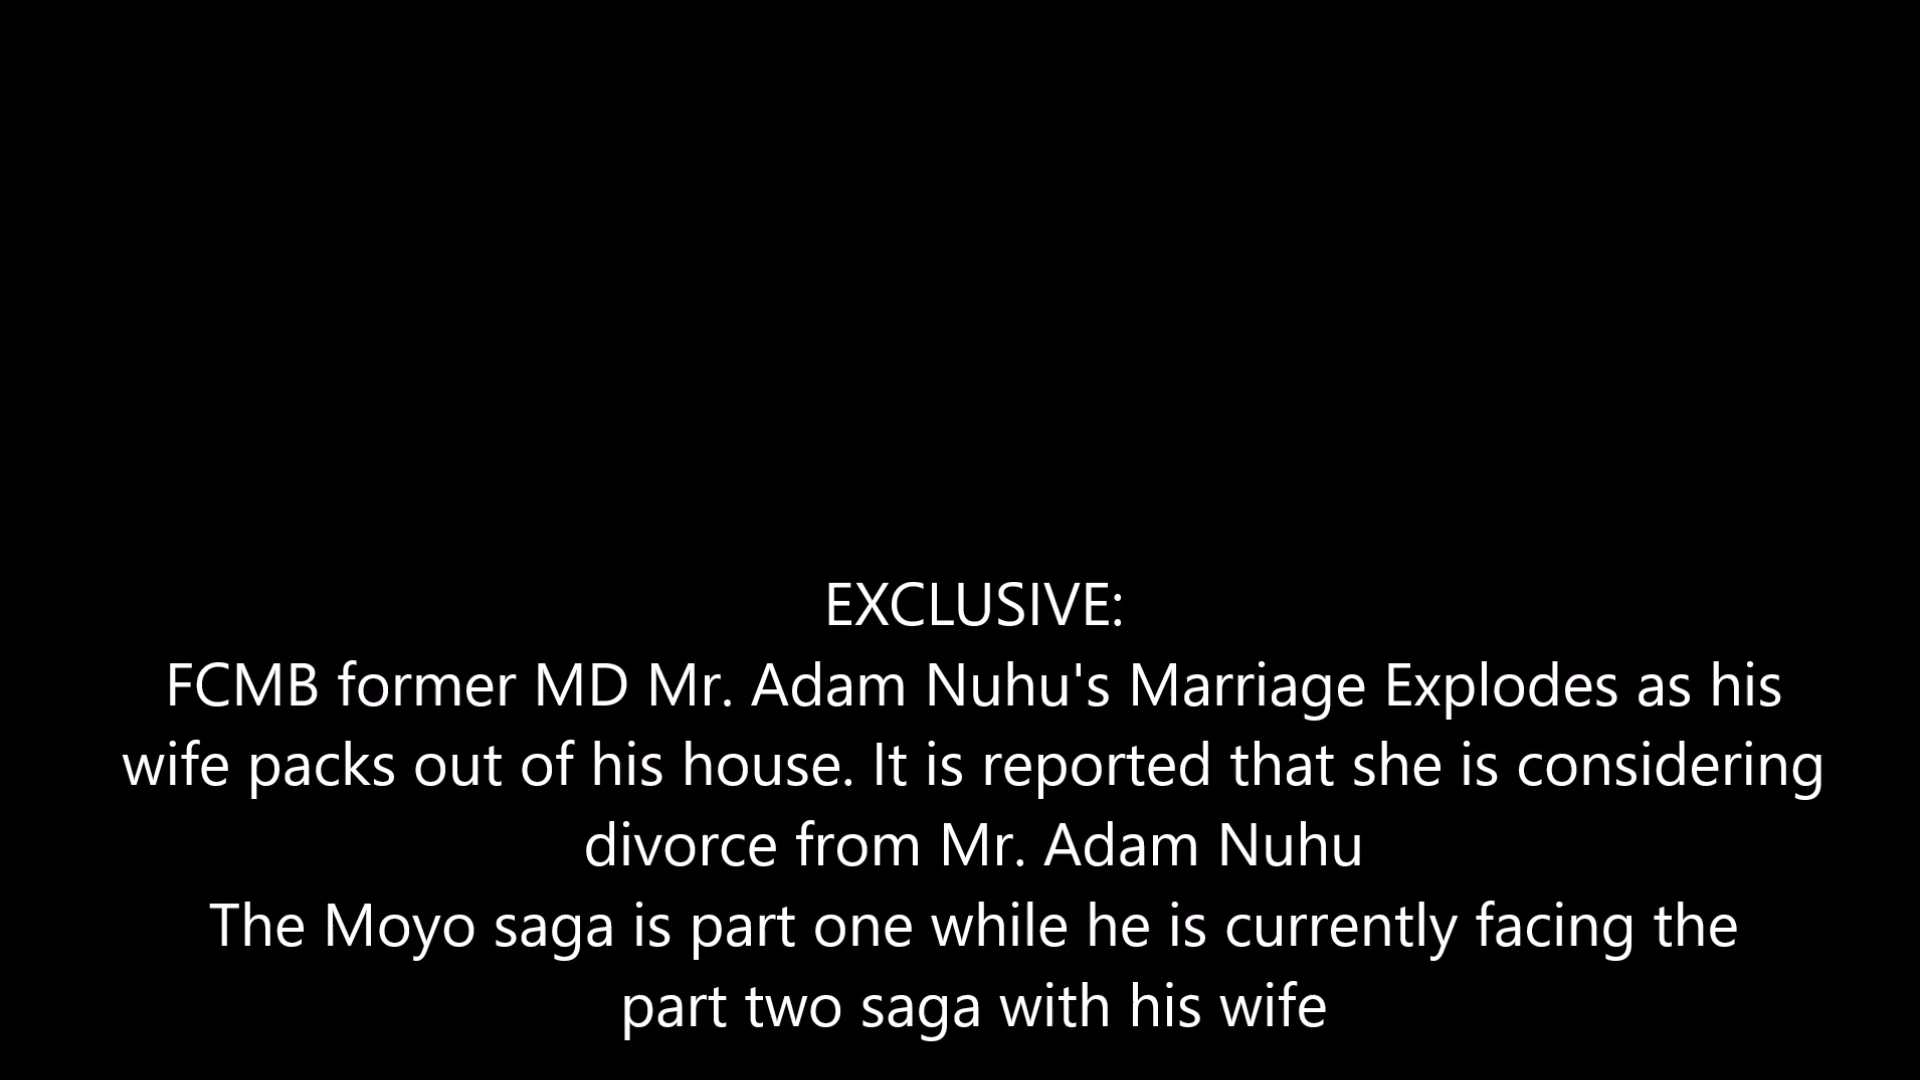 EXCLUSIVE:
FCMB former MD Mr. Adam Nuhu's Marriage Explodes as his
wife packs out of his house. It is reported that she is considering
divorce from Mr. Adam Nuhu
The Moyo saga is part one while he is currently facing the
part two saga with his wife